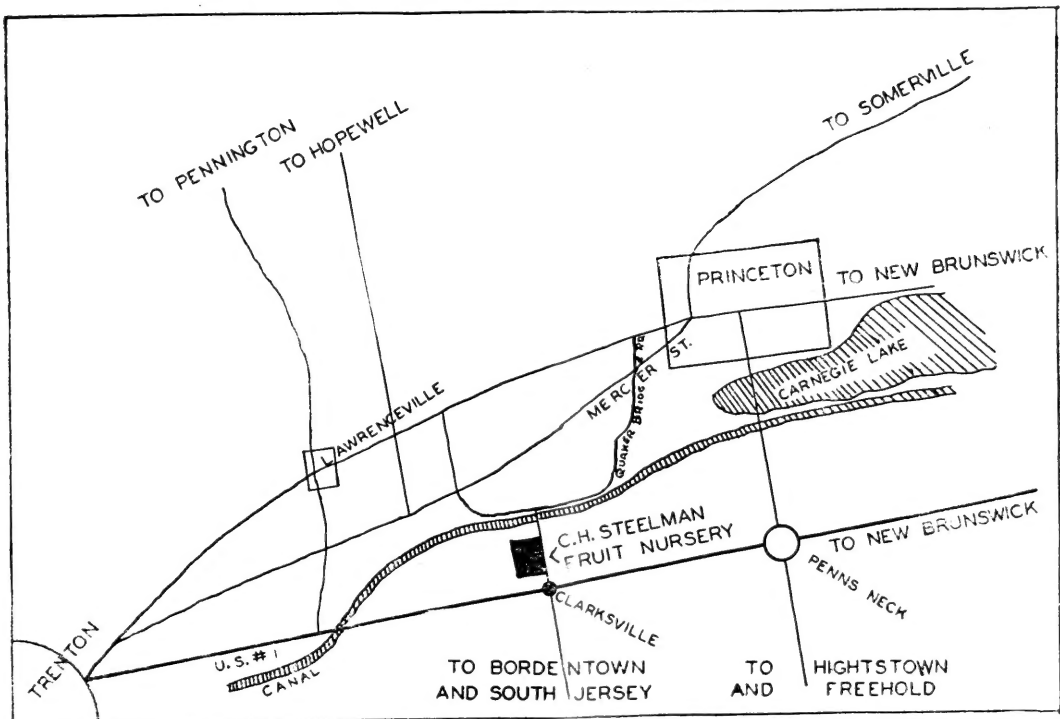 TO SOMERVILLE
TO PENNINGTON
TO HOPEWELL
PRINCETON
TO NEW BRUNSWICK
MERCER ST.
QUAKER BRIDGE RD.
CARNEGIE LAKE
LAWRENCEVILLE
C.H. STEELMAN
FRUIT NURSERY
TO NEW BRUNSWICK
PENNS NECK
CLARKSVILLE
TRENTON
U.S. #1
CANAL
TO BORDENTOWN
AND SOUTH JERSEY
TO HIGHTSTOWN
AND FREEHOLD